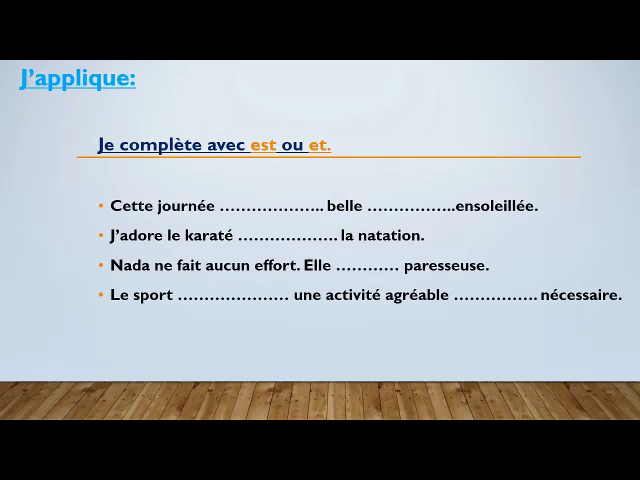 J'applique:
Je complète avec est ou et.
• Cette journée ……………….. belle ……………..ensoleillée.
• J'adore le karaté ………………. la natation.
• Nada ne fait aucun effort. Elle ………… paresseuse.
• Le sport ………………… une activité agréable ……………. nécessaire.